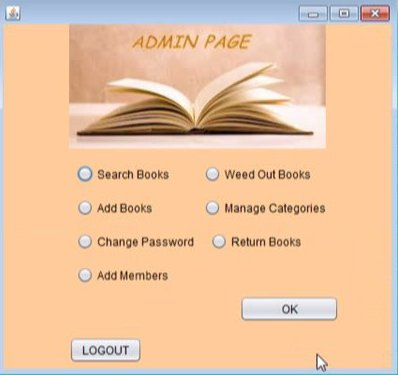 ADMIN PAGE
Search Books Weed Out Books
Add Books Manage Categories
Change Password Return Books
Add Members
OK
LOGOUT